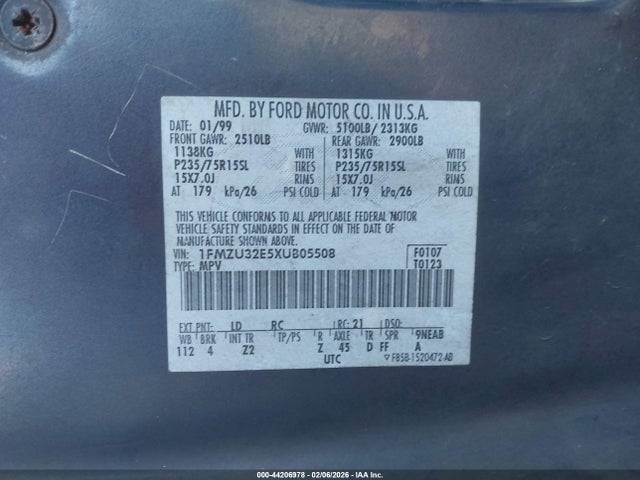 MFD. BY FORD MOTOR CO. IN U.S.A.
DATE: 01/99 GVWR: 5100LB/ 2313KG
FRONT GAWR: 2510LB REAR GAWR: 2900LB
1138KG WITH 1315KG WITH
P235/75R15SL TIRES P235/75R15SL TIRES
15X7.0J RIMS 15X7.0J RIMS
AT 179 kPa/26 PSI COLD AT 179 kPa/26 PSI COLD
THIS VEHICLE CONFORMS TO ALL APPLICABLE FEDERAL MOTOR
VEHICLE SAFETY STANDARDS IN EFFECT ON THE DATE OF
MANUFACTURE SHOWN ABOVE.
VIN: 1FMZU32E5XUB05508 F0107
TYPE: MPV T0123
EXT PNT: LD RC RC: 21 DSO:
WB BRK INT TR TP/PS R AXLE TR SPR 9NEAB
112 4 Z2 Z 45 D FF A
UTC F85B-1520472-AB
000-44206978 - 02/06/2026 - IAA Inc.